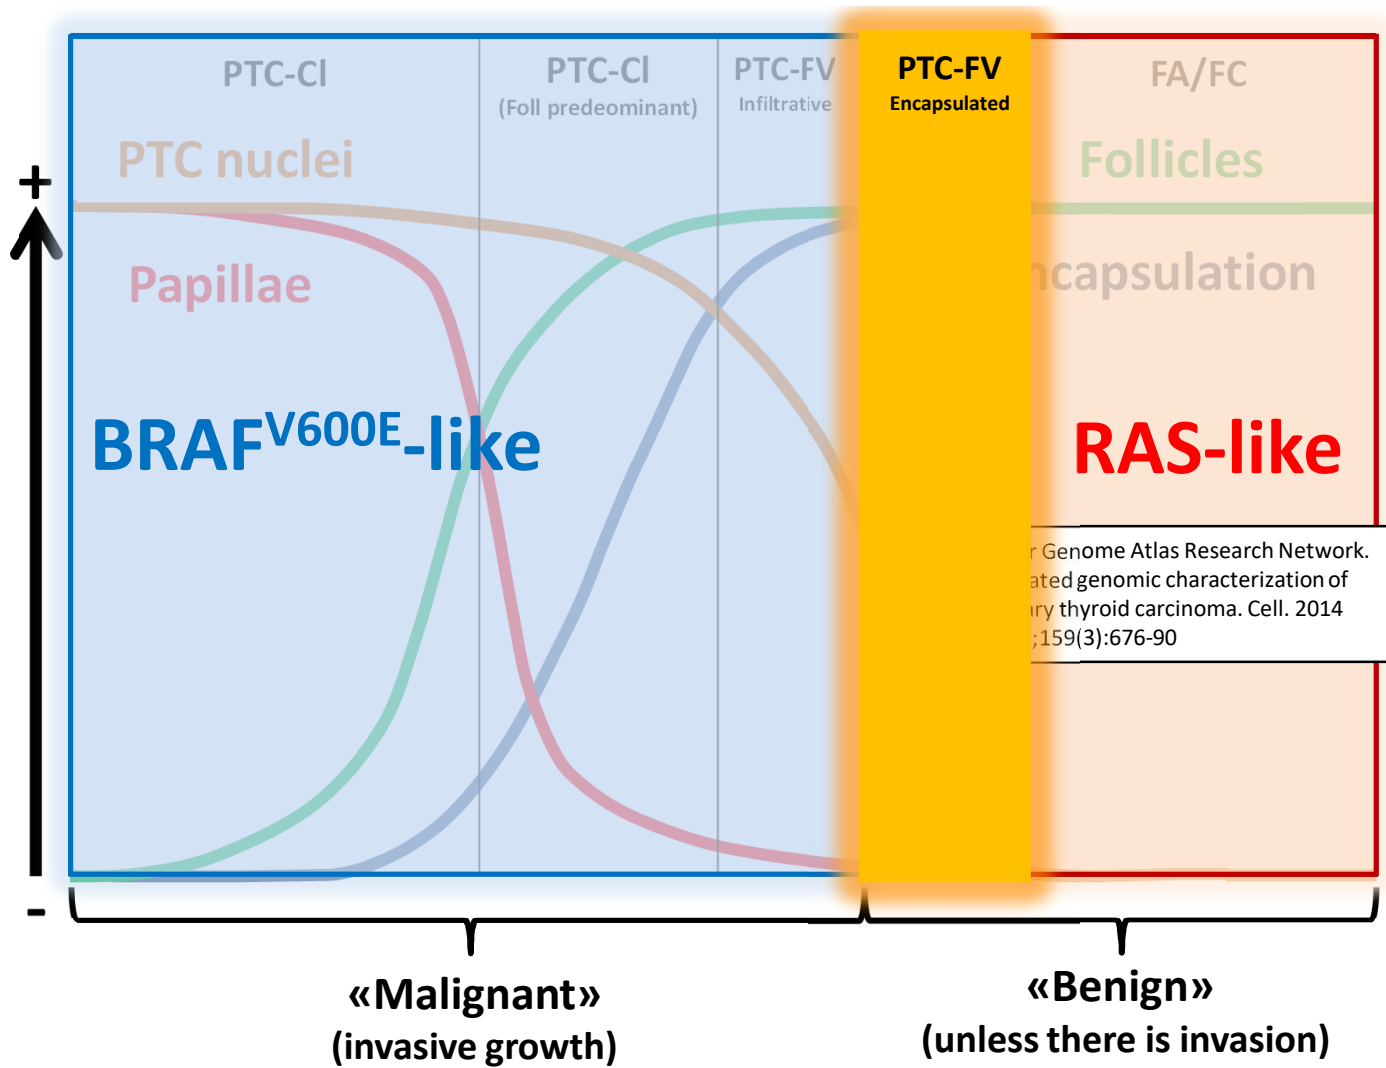 PTC-Cl
PTC-Cl
(Foll predeominant)
PTC-FV
Infiltrative
PTC-FV
Encapsulated
FA/FC
PTC nuclei
Follicles
+
Papillae
ncapsulation
BRAFV600E-like
RAS-like
r Genome Atlas Research Network.
ated genomic characterization of
ary thyroid carcinoma. Cell. 2014
;159(3):676-90
-
«Malignant»
(invasive growth)
«Benign»
(unless there is invasion)